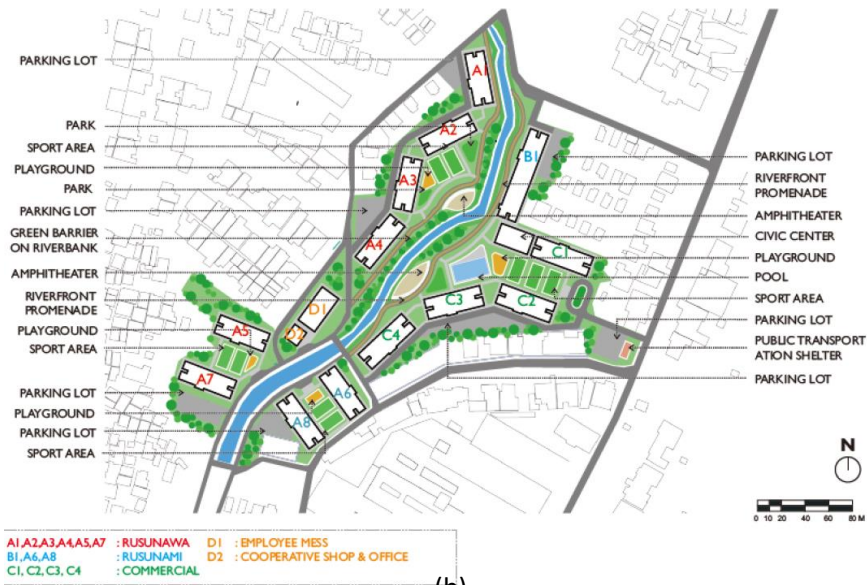 PARKING LOT
PARK
SPORT AREA
PLAYGROUND
PARK
PARKING LOT
GREEN BARRIER
ON RIVERBANK
AMPHITHEATER
RIVERFRONT
PROMENADE
PLAYGROUND
SPORT AREA
PARKING LOT
PLAYGROUND
PARKING LOT
SPORT AREA
A1
A2
B1
A3
A4
C1
D1
C3
C2
D2
A5
C4
A7
A6
A8
PARKING LOT
RIVERFRONT
PROMENADE
AMPHITHEATER
CIVIC CENTER
PLAYGROUND
POOL
SPORT AREA
PARKING LOT
PUBLIC TRANSPORT
ATION SHELTER
PARKING LOT
N
0 10 20 40 60 80 M
A1,A2,A3,A4,A5,A7 : RUSUNAWA D1 : EMPLOYEE MESS
B1,A6,A8 : RUSUNAMI D2 : COOPERATIVE SHOP & OFFICE
C1, C2, C3, C4 : COMMERCIAL
(b)